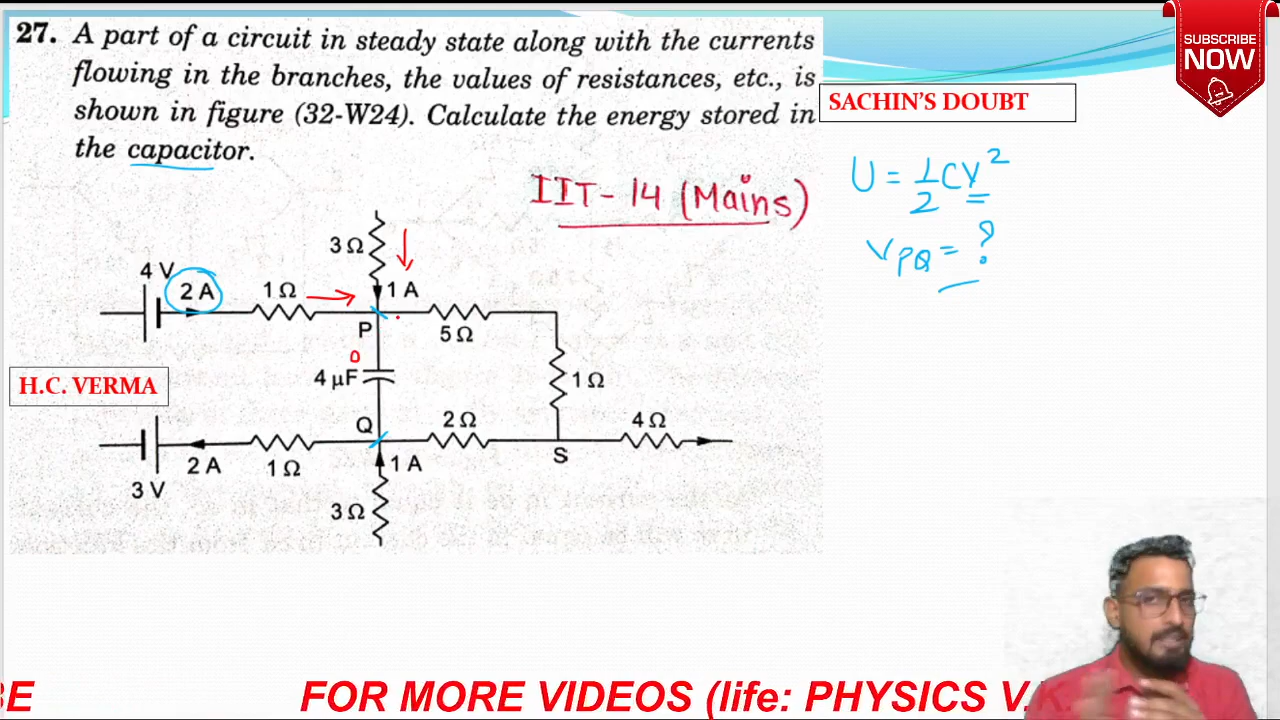 27. A part of a circuit in steady state along with the currents
flowing in the branches, the values of resistances, etc., is
shown in figure (32-W24). Calculate the energy stored in
the capacitor.
SUBSCRIBE
NOW
SACHIN'S DOUBT
U = 1/2 CV²
V PQ = ?
IIT - 14 (Mains)
3 Ω
4 V
2 A
1 Ω
1 A
P
5 Ω
0
4 μF
1 Ω
H.C. VERMA
Q
2 Ω
4 Ω
S
2 A
1 Ω
1 A
3 V
3 Ω
BE
FOR MORE VIDEOS (life: PHYSICS V.